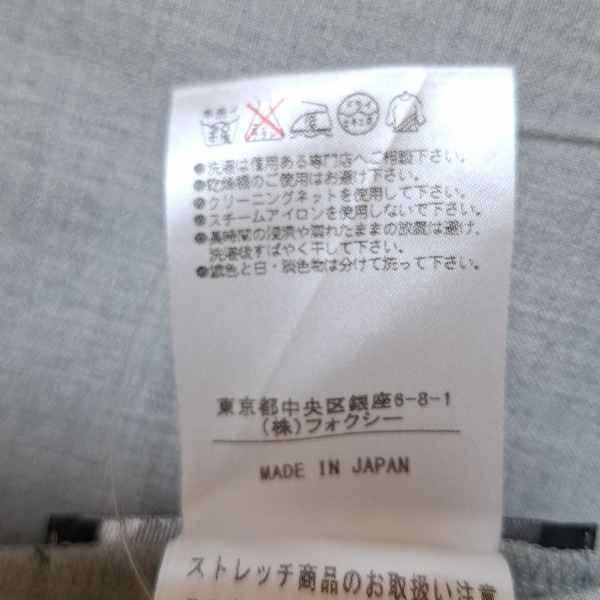 ●洗濯は信用ある専門店へご相談下さい。
●乾燥機のご使用はお避け下さい。
●クリーニングネットを使用して下さい。
●スチームアイロンを使用しないで下さい。
●長時間の浸漬や濡れたままの放置は避け、
洗濯後すばやく干して下さい。
●濃色と白・淡色物は分けて洗って下さい。
東京都中央区銀座6-8-1
(株)フォクシー
MADE IN JAPAN
ストレッチ商品のお取扱い注意